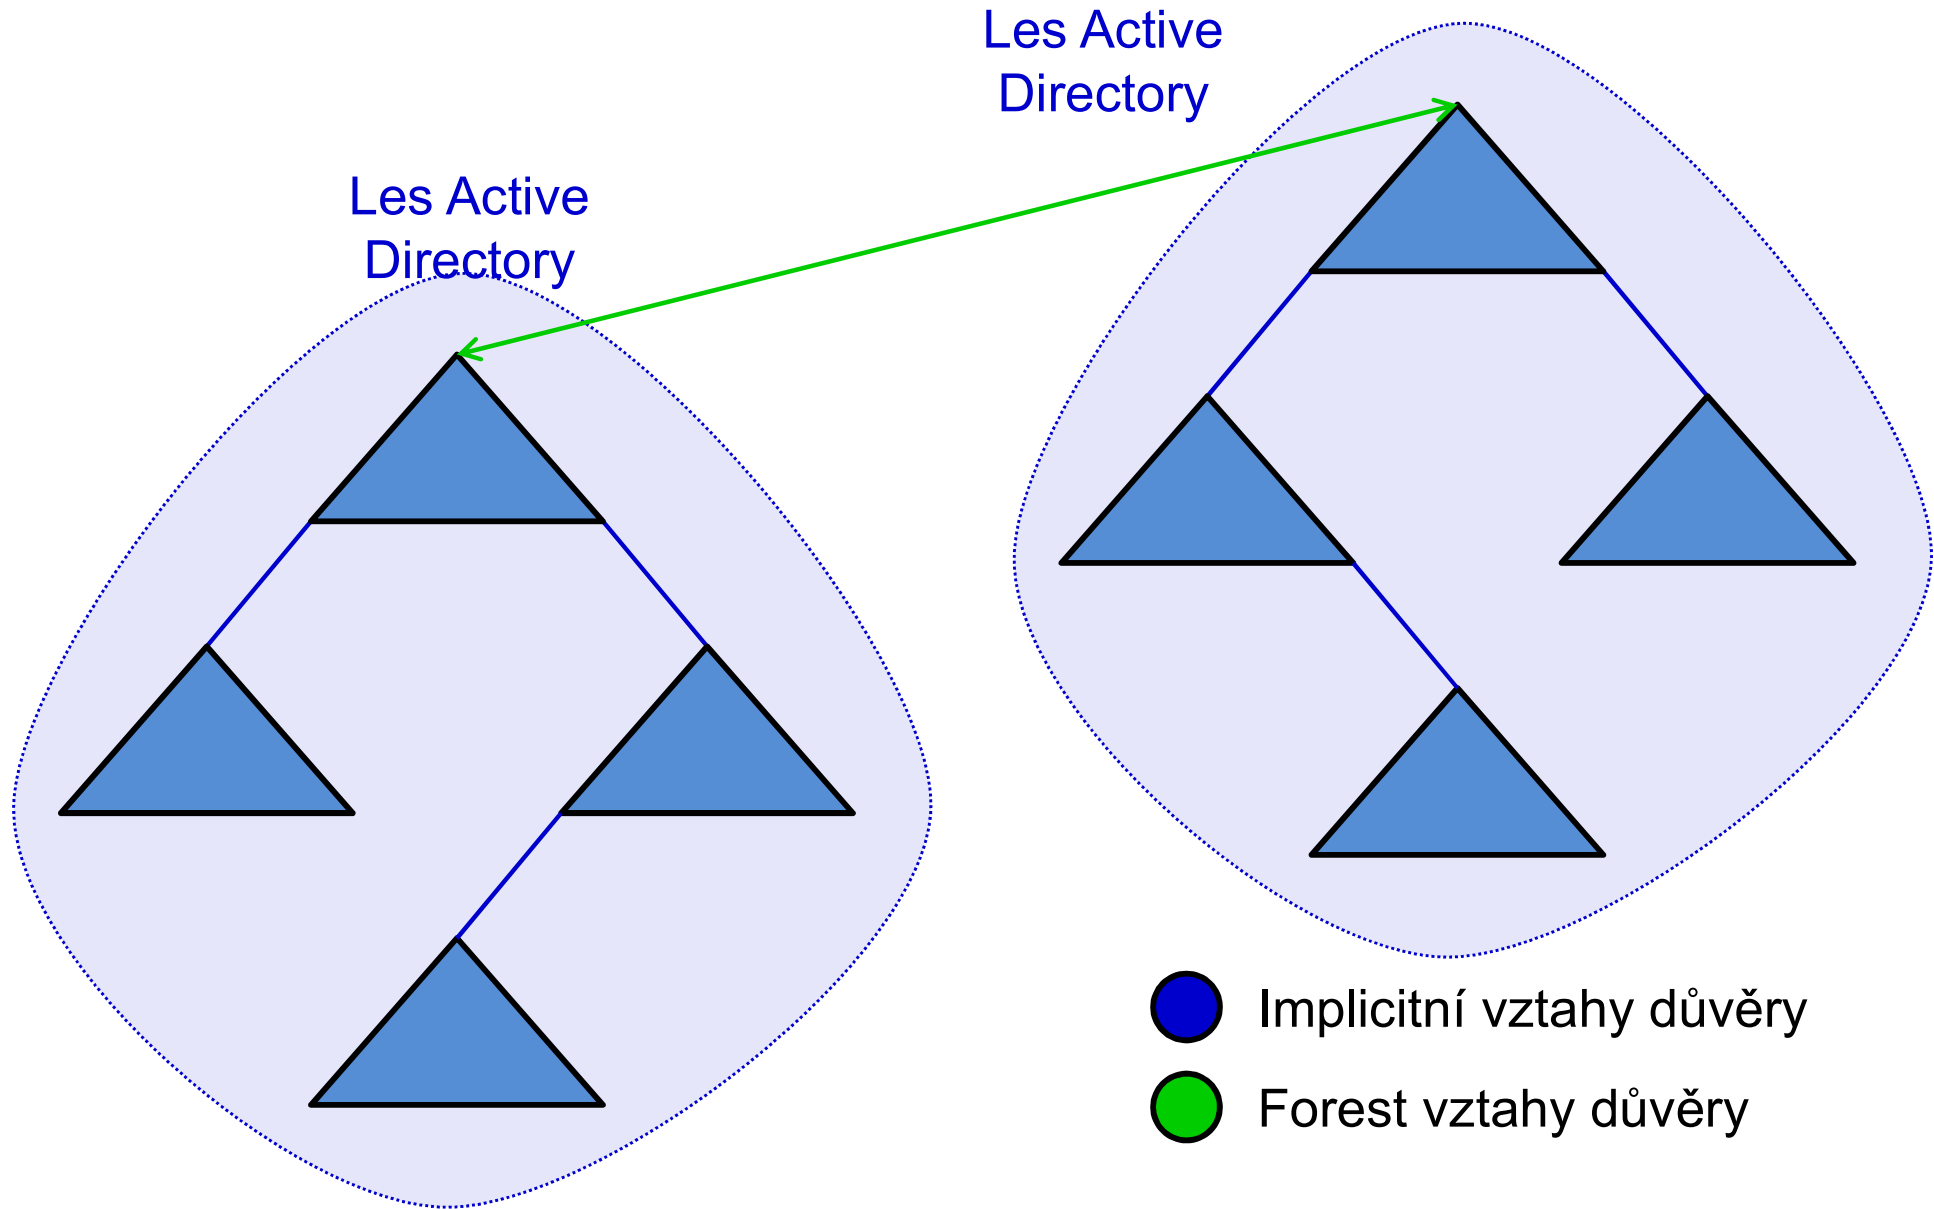 Les Active
Directory
Les Active
Directory
Implicitní vztahy důvěry
Forest vztahy důvěry